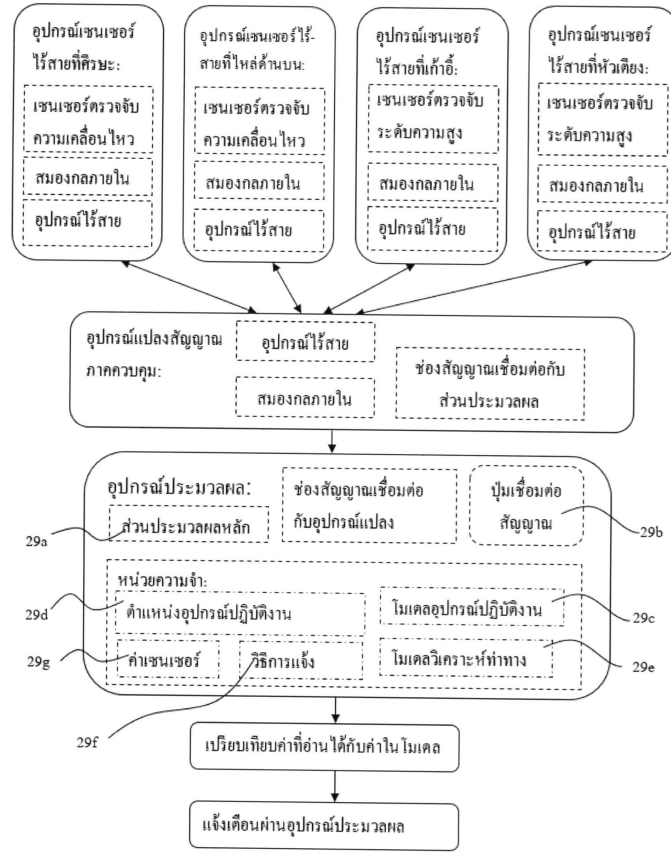 อุปกรณ์เซนเซอร์
ไร้สายที่ศีรษะ:
เซนเซอร์ตรวจจับ
ความเคลื่อนไหว
สมองกลภายใน
อุปกรณ์ไร้สาย
อุปกรณ์เซนเซอร์ไร้-
สายที่ไหล่ด้านบน:
เซนเซอร์ตรวจจับ
ความเคลื่อนไหว
สมองกลภายใน
อุปกรณ์ไร้สาย
อุปกรณ์เซนเซอร์
ไร้สายที่เก้าอี้:
เซนเซอร์ตรวจจับ
ระดับความสูง
สมองกลภายใน
อุปกรณ์ไร้สาย
อุปกรณ์เซนเซอร์
ไร้สายที่หัวเตียง:
เซนเซอร์ตรวจจับ
ระดับความสูง
สมองกลภายใน
อุปกรณ์ไร้สาย
อุปกรณ์แปลงสัญญาณ
ภาคควบคุม:
อุปกรณ์ไร้สาย
สมองกลภายใน
ช่องสัญญาณเชื่อมต่อกับ
ส่วนประมวลผล
อุปกรณ์ประมวลผล:
ส่วนประมวลผลหลัก
ช่องสัญญาณเชื่อมต่อ
กับอุปกรณ์แปลง
ปุ่มเชื่อมต่อ
สัญญาณ
29a
29b
หน่วยความจำ:
ตำแหน่งอุปกรณ์ปฏิบัติงาน
โมเดลอุปกรณ์ปฏิบัติงาน
29d
29c
ค่าเซนเซอร์
วิธีการแจ้ง
โมเดลวิเคราะห์ท่าทาง
29g
29e
29f
เปรียบเทียบค่าที่อ่านได้กับค่าในโมเดล
แจ้งเตือนผ่านอุปกรณ์ประมวลผล